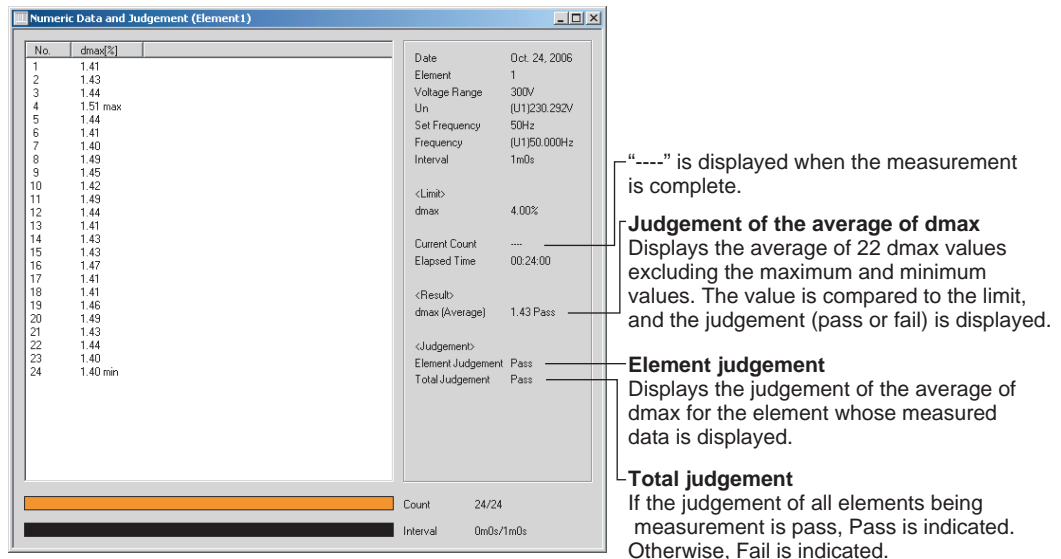 Numeric Data and Judgement (Element1)
No. dmax[%]
1 1.41
2 1.43
3 1.44
4 1.51 max
5 1.44
6 1.41
7 1.40
8 1.49
9 1.45
10 1.42
11 1.49
12 1.44
13 1.41
14 1.43
15 1.43
16 1.47
17 1.41
18 1.41
19 1.46
20 1.49
21 1.43
22 1.44
23 1.40
24 1.40 min
Date Oct. 24, 2006
Element 1
Voltage Range 300V
Un (U1)230.292V
Set Frequency 50Hz
Frequency (U1)50.000Hz
Interval 1m0s
<Limit>
dmax 4.00%
Current Count ----
Elapsed Time 00:24:00
<Result>
dmax (Average) 1.43 Pass
<Judgement>
Element Judgement Pass
Total Judgement Pass
Count 24/24
Interval 0m0s/1m0s
“----” is displayed when the measurement
is complete.
Judgement of the average of dmax
Displays the average of 22 dmax values
excluding the maximum and minimum
values. The value is compared to the limit,
and the judgement (pass or fail) is displayed.
Element judgement
Displays the judgement of the average of
dmax for the element whose measured
data is displayed.
Total judgement
If the judgement of all elements being
measurement is pass, Pass is indicated.
Otherwise, Fail is indicated.